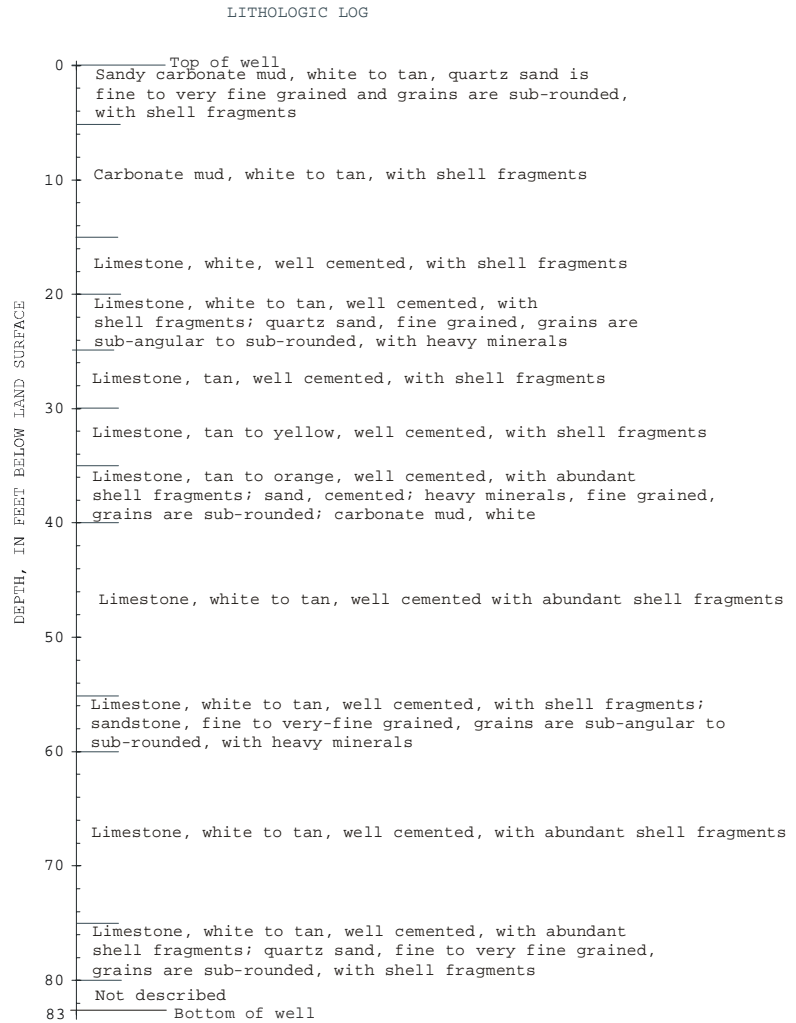 LITHOLOGIC LOG
DEPTH, IN FEET BELOW LAND SURFACE
0
Top of well
Sandy carbonate mud, white to tan, quartz sand is
fine to very fine grained and grains are sub-rounded,
with shell fragments
10
Carbonate mud, white to tan, with shell fragments
Limestone, white, well cemented, with shell fragments
20
Limestone, white to tan, well cemented, with
shell fragments; quartz sand, fine grained, grains are
sub-angular to sub-rounded, with heavy minerals
Limestone, tan, well cemented, with shell fragments
30
Limestone, tan to yellow, well cemented, with shell fragments
Limestone, tan to orange, well cemented, with abundant
shell fragments; sand, cemented; heavy minerals, fine grained,
grains are sub-rounded; carbonate mud, white
40
Limestone, white to tan, well cemented with abundant shell fragments
50
Limestone, white to tan, well cemented, with shell fragments;
sandstone, fine to very-fine grained, grains are sub-angular to
sub-rounded, with heavy minerals
60
Limestone, white to tan, well cemented, with abundant shell fragments
70
Limestone, white to tan, well cemented, with abundant
shell fragments; quartz sand, fine to very fine grained,
grains are sub-rounded, with shell fragments
80
Not described
83
Bottom of well